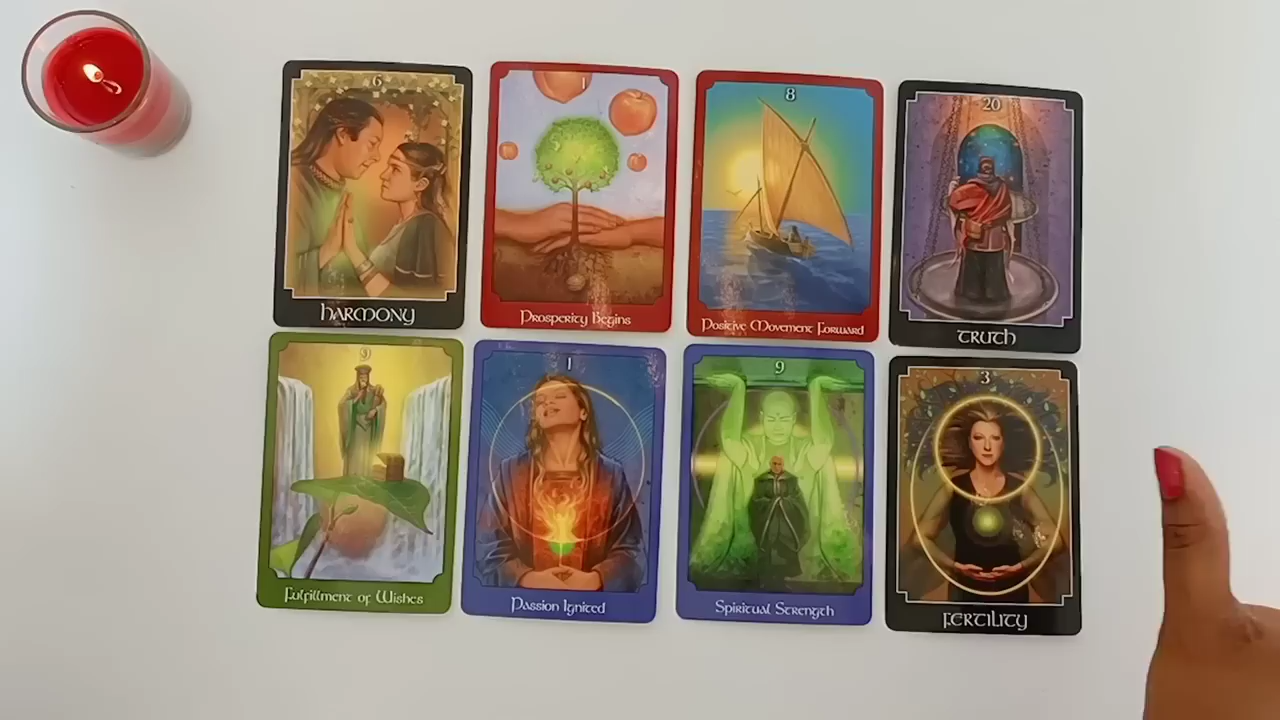 6
HARMONY
1
Prosperity Begins
8
Positive Movement Forward
20
TRUTH
9
Fulfillment of Wishes
1
Passion Ignited
9
Spiritual Strength
3
FERTILITY